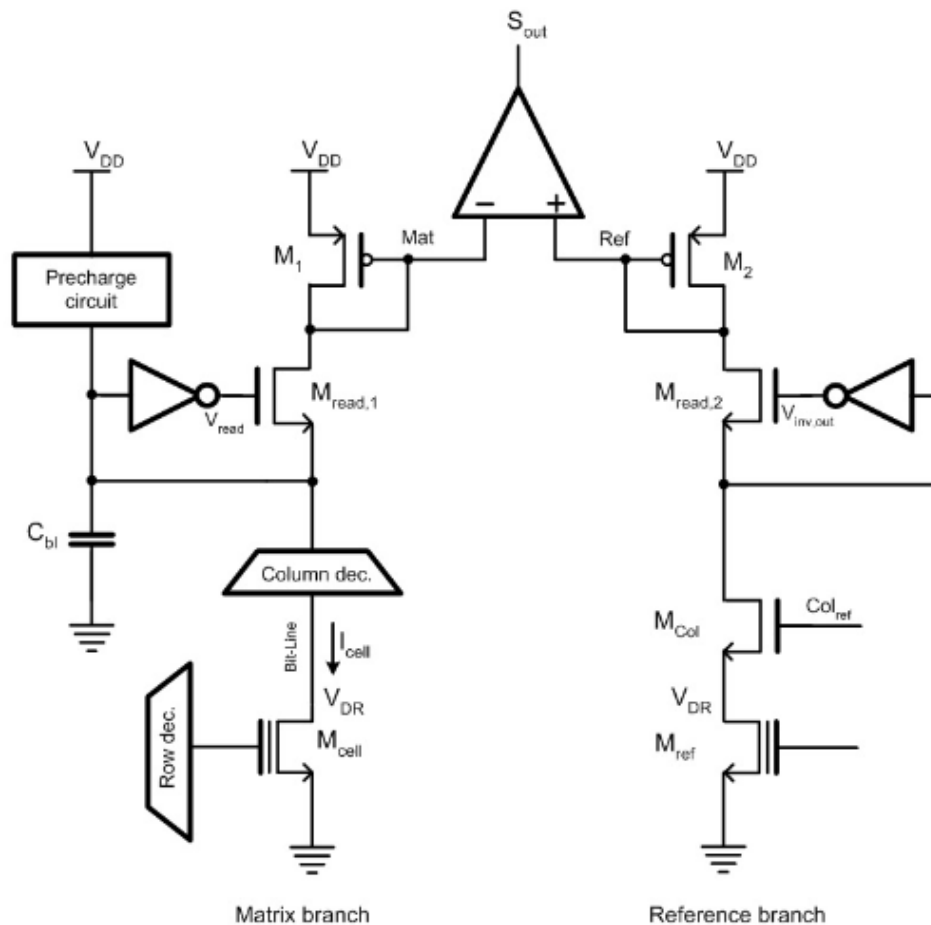 S_out
V_DD
V_DD
V_DD
− +
Mat
Ref
M_1
M_2
Precharge
circuit
V_read
M_read,1
M_read,2
V_inv,out
C_bl
Column dec.
Bit-Line
I_cell
M_Col
Col_ref
V_DR
V_DR
Row dec.
M_cell
M_ref
Matrix branch
Reference branch